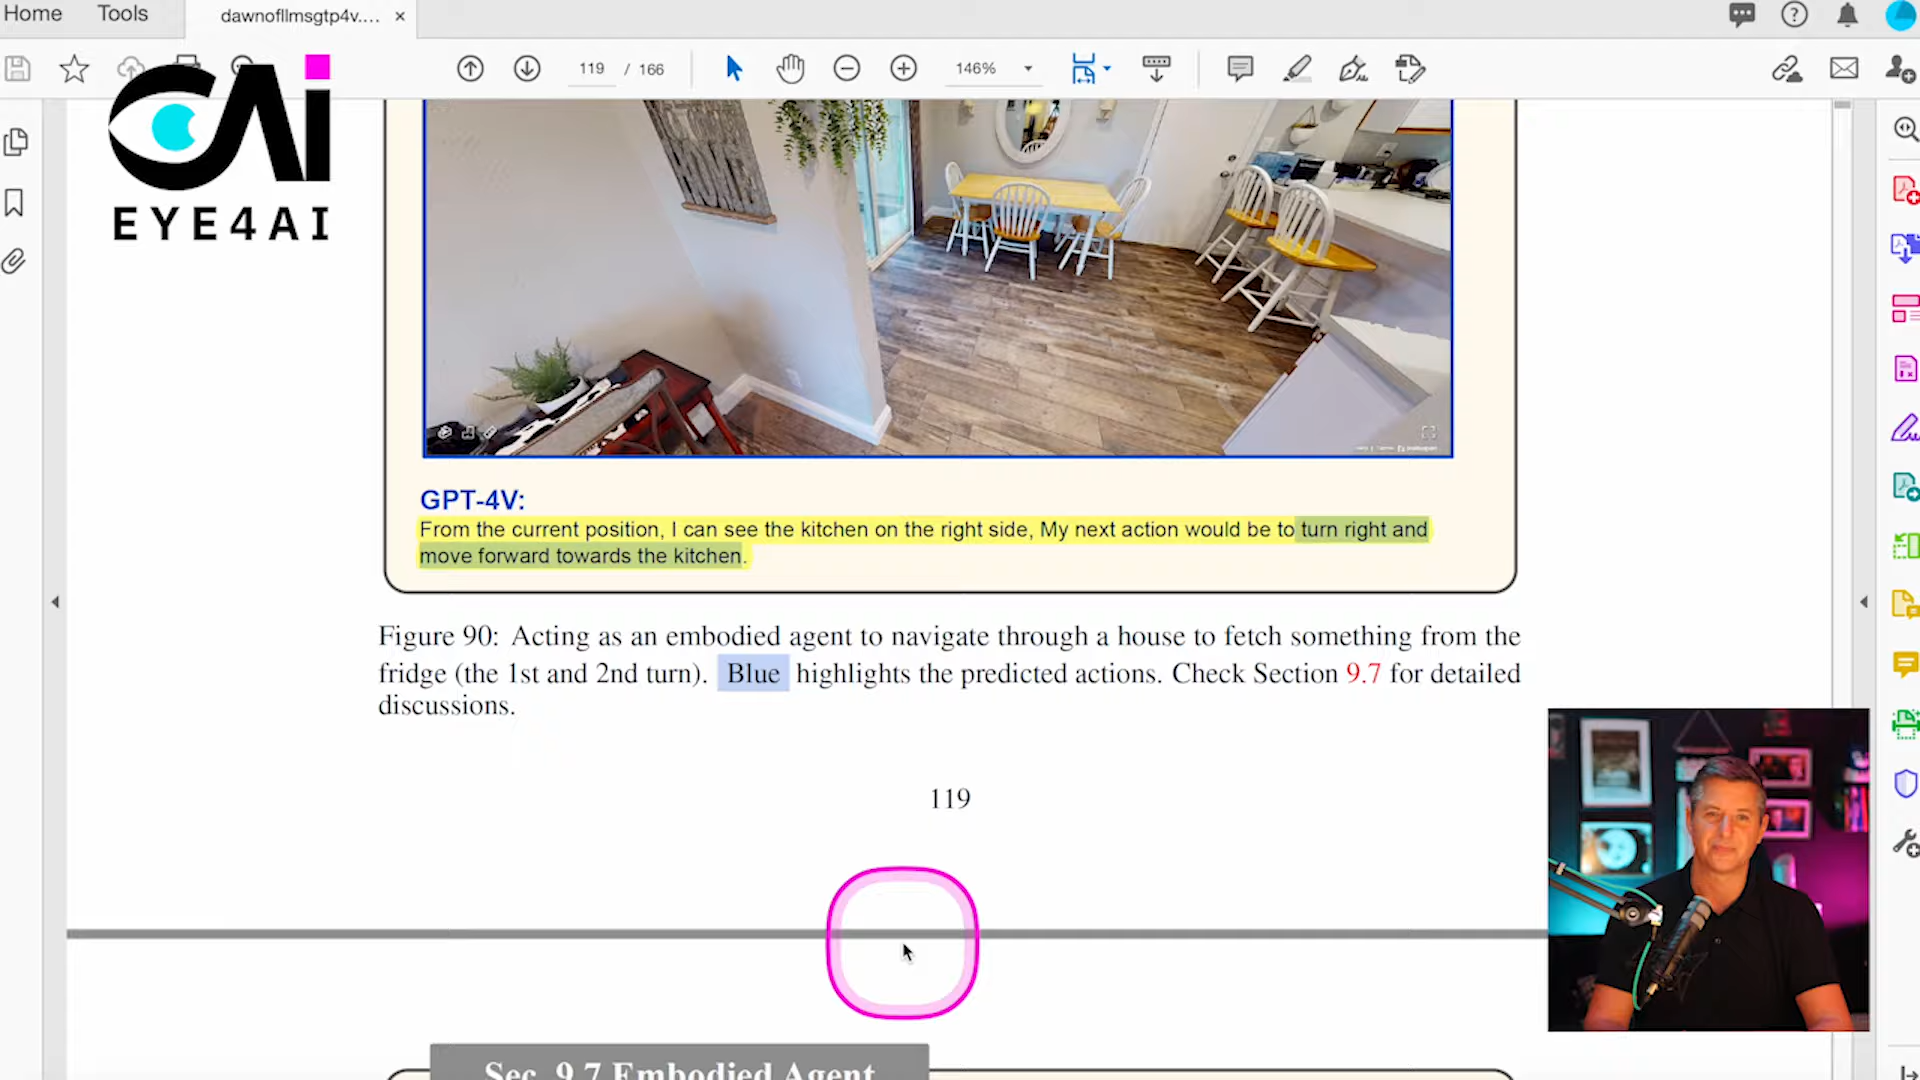 Home Tools dawnofllmsgtp4v....
119 / 166 146%
EYE4AI
GPT-4V:
From the current position, I can see the kitchen on the right side, My next action would be to turn right and
move forward towards the kitchen.
Figure 90: Acting as an embodied agent to navigate through a house to fetch something from the
fridge (the 1st and 2nd turn). Blue highlights the predicted actions. Check Section 9.7 for detailed
discussions.
119
Sec. 9.7 Embodied Agent